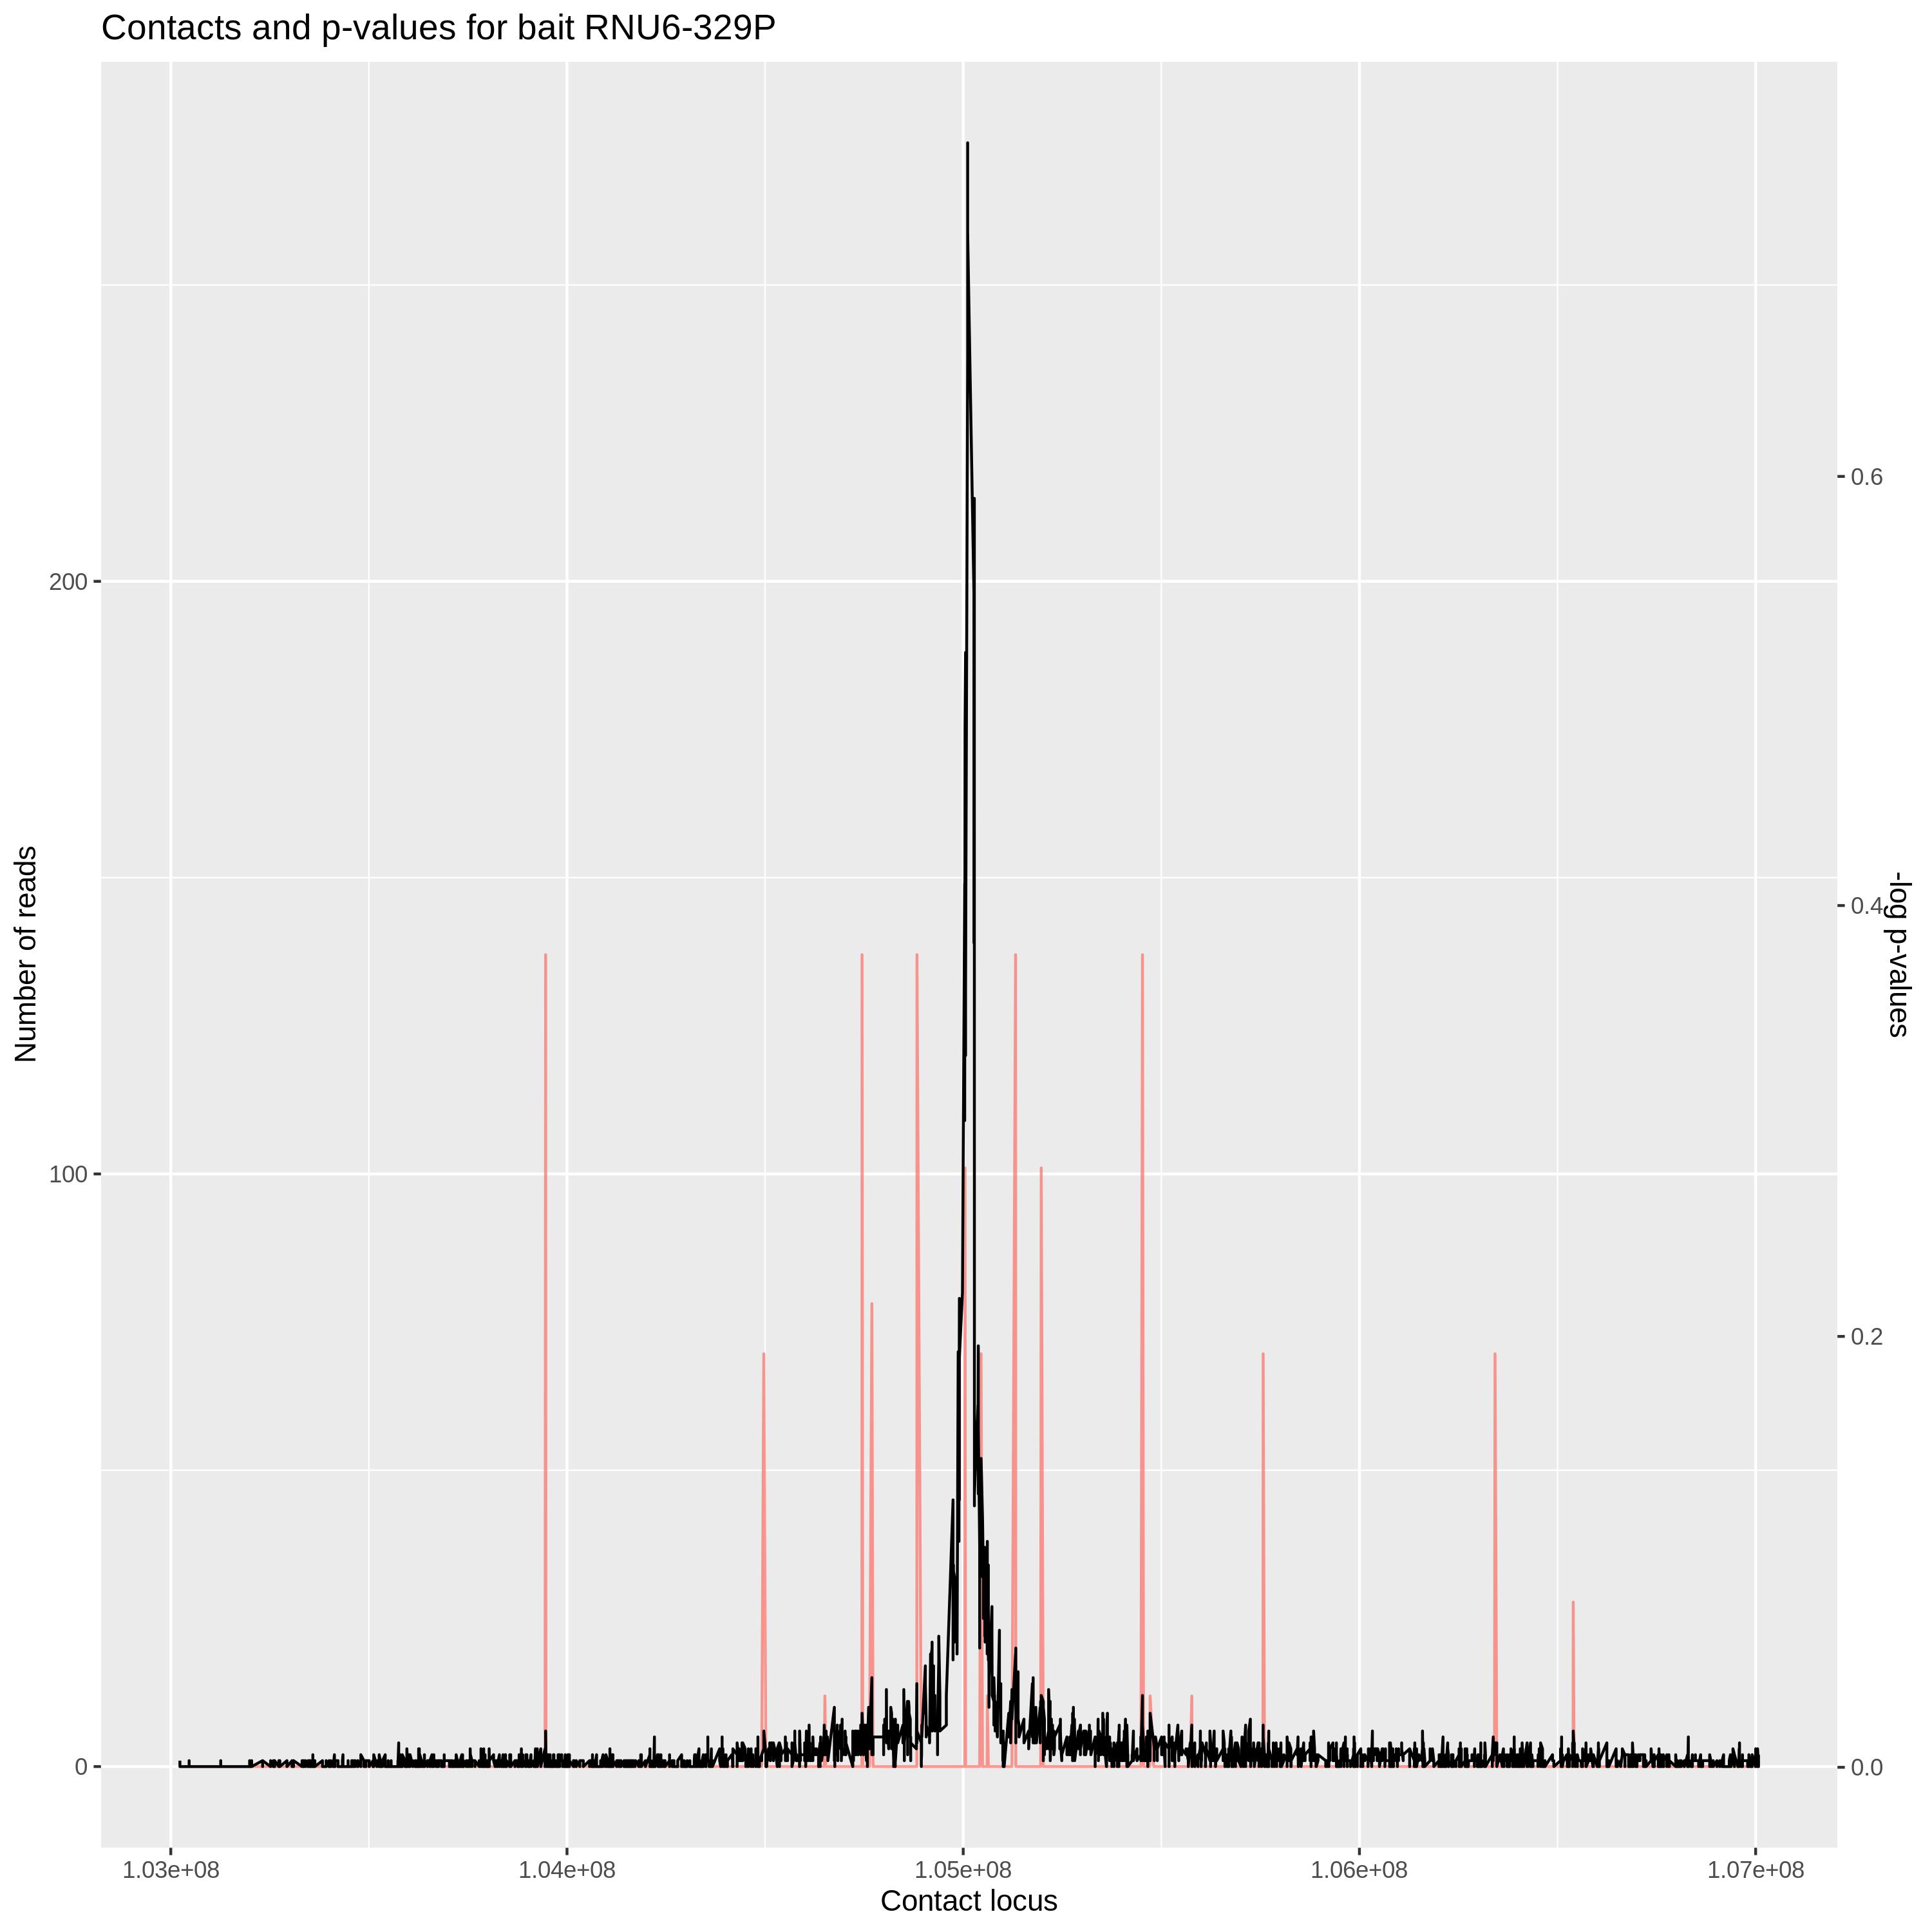 Contacts and p-values for bait RNU6-329P
Number of reads
200
100
0
0.6
0.4
0.2
0.0
-log p-values
1.03e+08
1.04e+08
1.05e+08
1.06e+08
1.07e+08
Contact locus